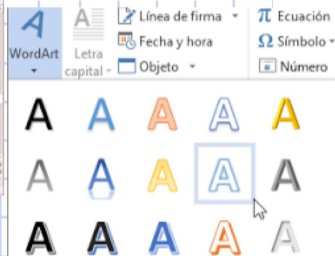 WordArt
Letra
capital
Línea de firma
Fecha y hora
Objeto
π Ecuación
Ω Símbolo
# Número
A A A A A
A A A A A
A A A A A